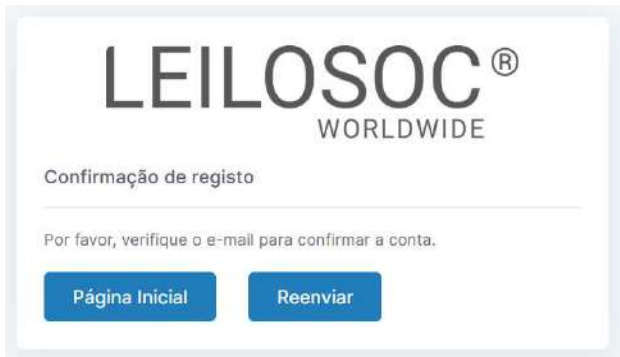 LEILOSOC®
WORLDWIDE
Confirmação de registo
Por favor, verifique o e-mail para confirmar a conta.
Página Inicial Reenviar